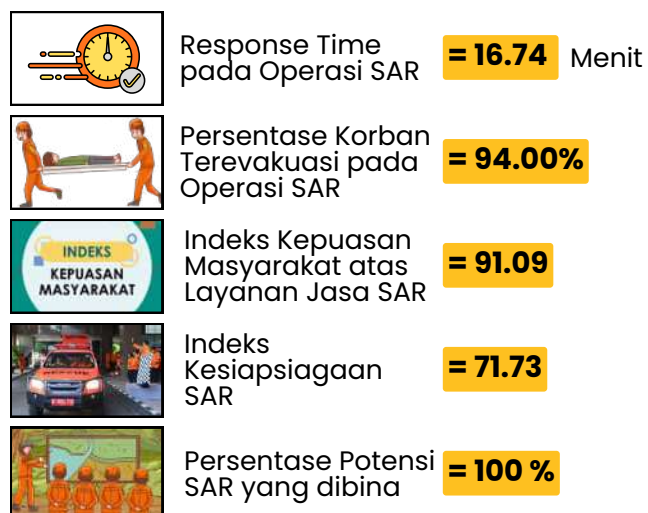 Response Time
pada Operasi SAR
= 16.74 Menit
Persentase Korban
Terevakuasi pada
Operasi SAR
= 94.00%
INDEKS
KEPUASAN
MASYARAKAT
Indeks Kepuasan
Masyarakat atas
Layanan Jasa SAR
= 91.09
Indeks
Kesiapsiagaan
SAR
= 71.73
Persentase Potensi
SAR yang dibina
= 100 %